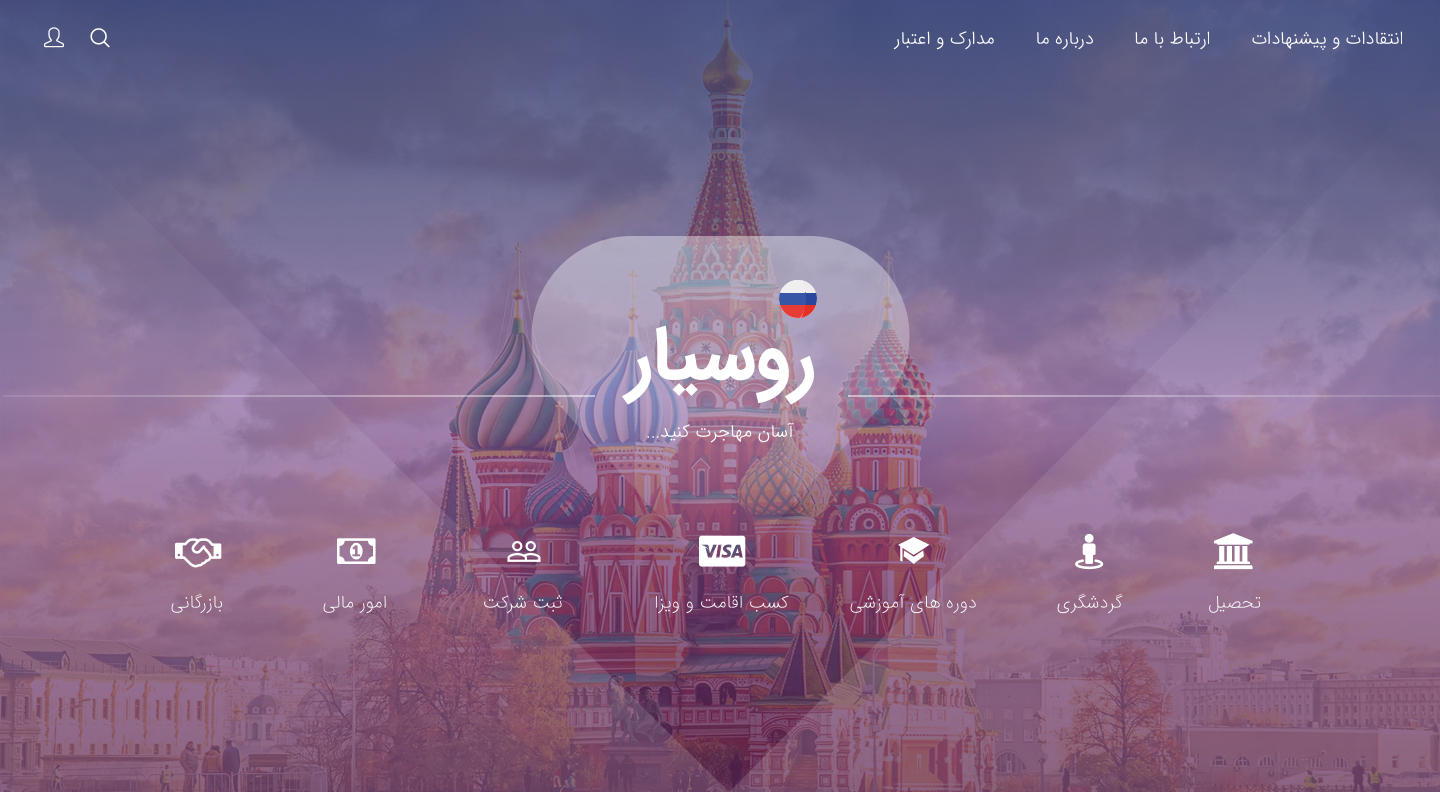 انتقادات و پیشنهادات
ارتباط با ما
درباره ما
مدارک و اعتبار
روسیار
آسان مهاجرت کنید...
VISA
1
تحصیل
گردشگری
دوره های آموزشی
کسب اقامت و ویزا
ثبت شرکت
امور مالی
بازرگانی